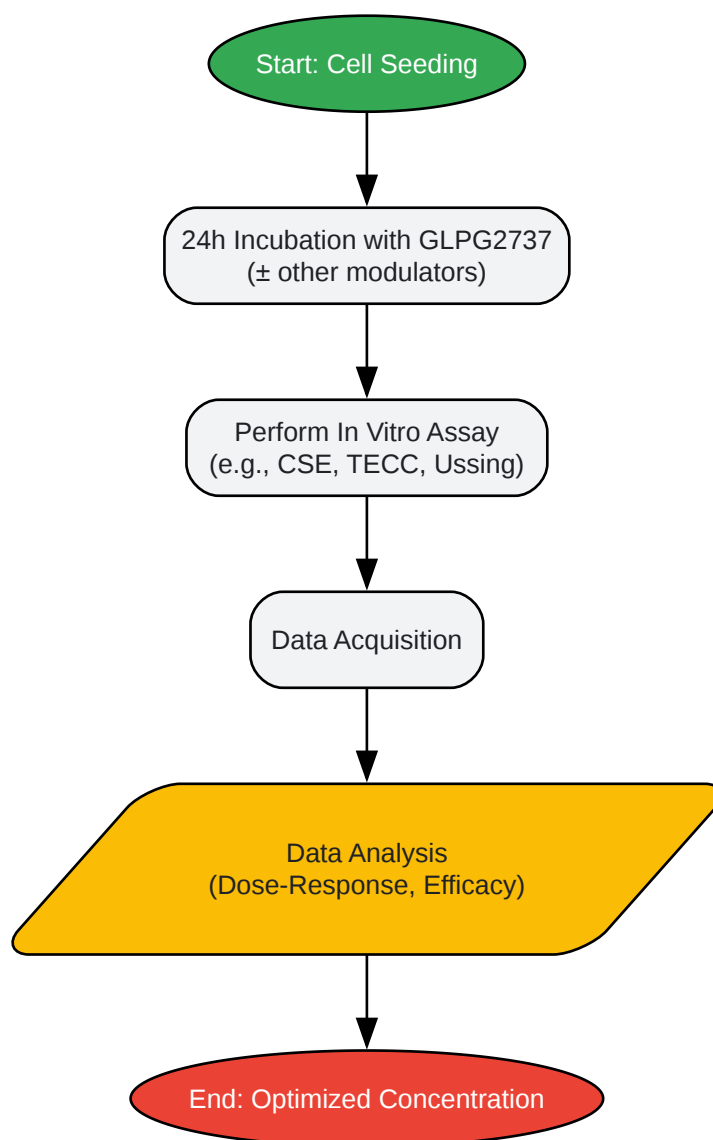 Start: Cell Seeding
24h Incubation with GLPG2737
(± other modulators)
Perform In Vitro Assay
(e.g., CSE, TECC, Ussing)
Data Acquisition
Data Analysis
(Dose-Response, Efficacy)
End: Optimized Concentration